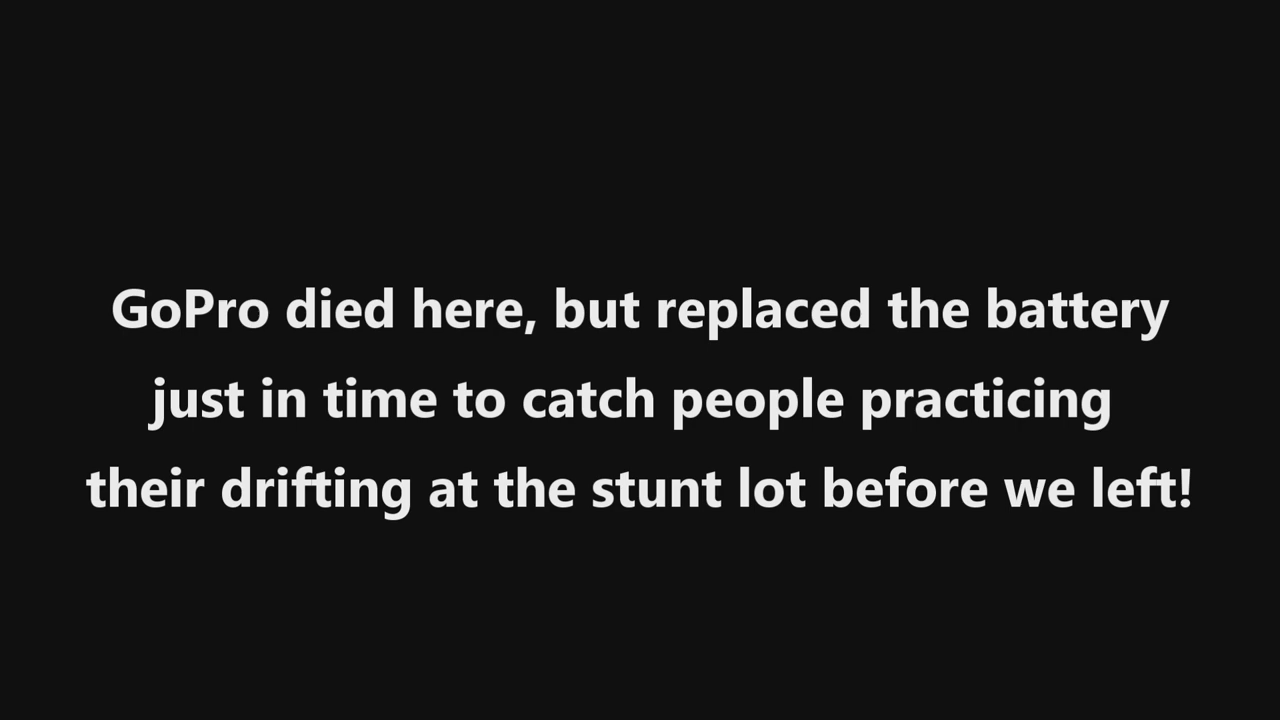 GoPro died here, but replaced the battery
just in time to catch people practicing
their drifting at the stunt lot before we left!